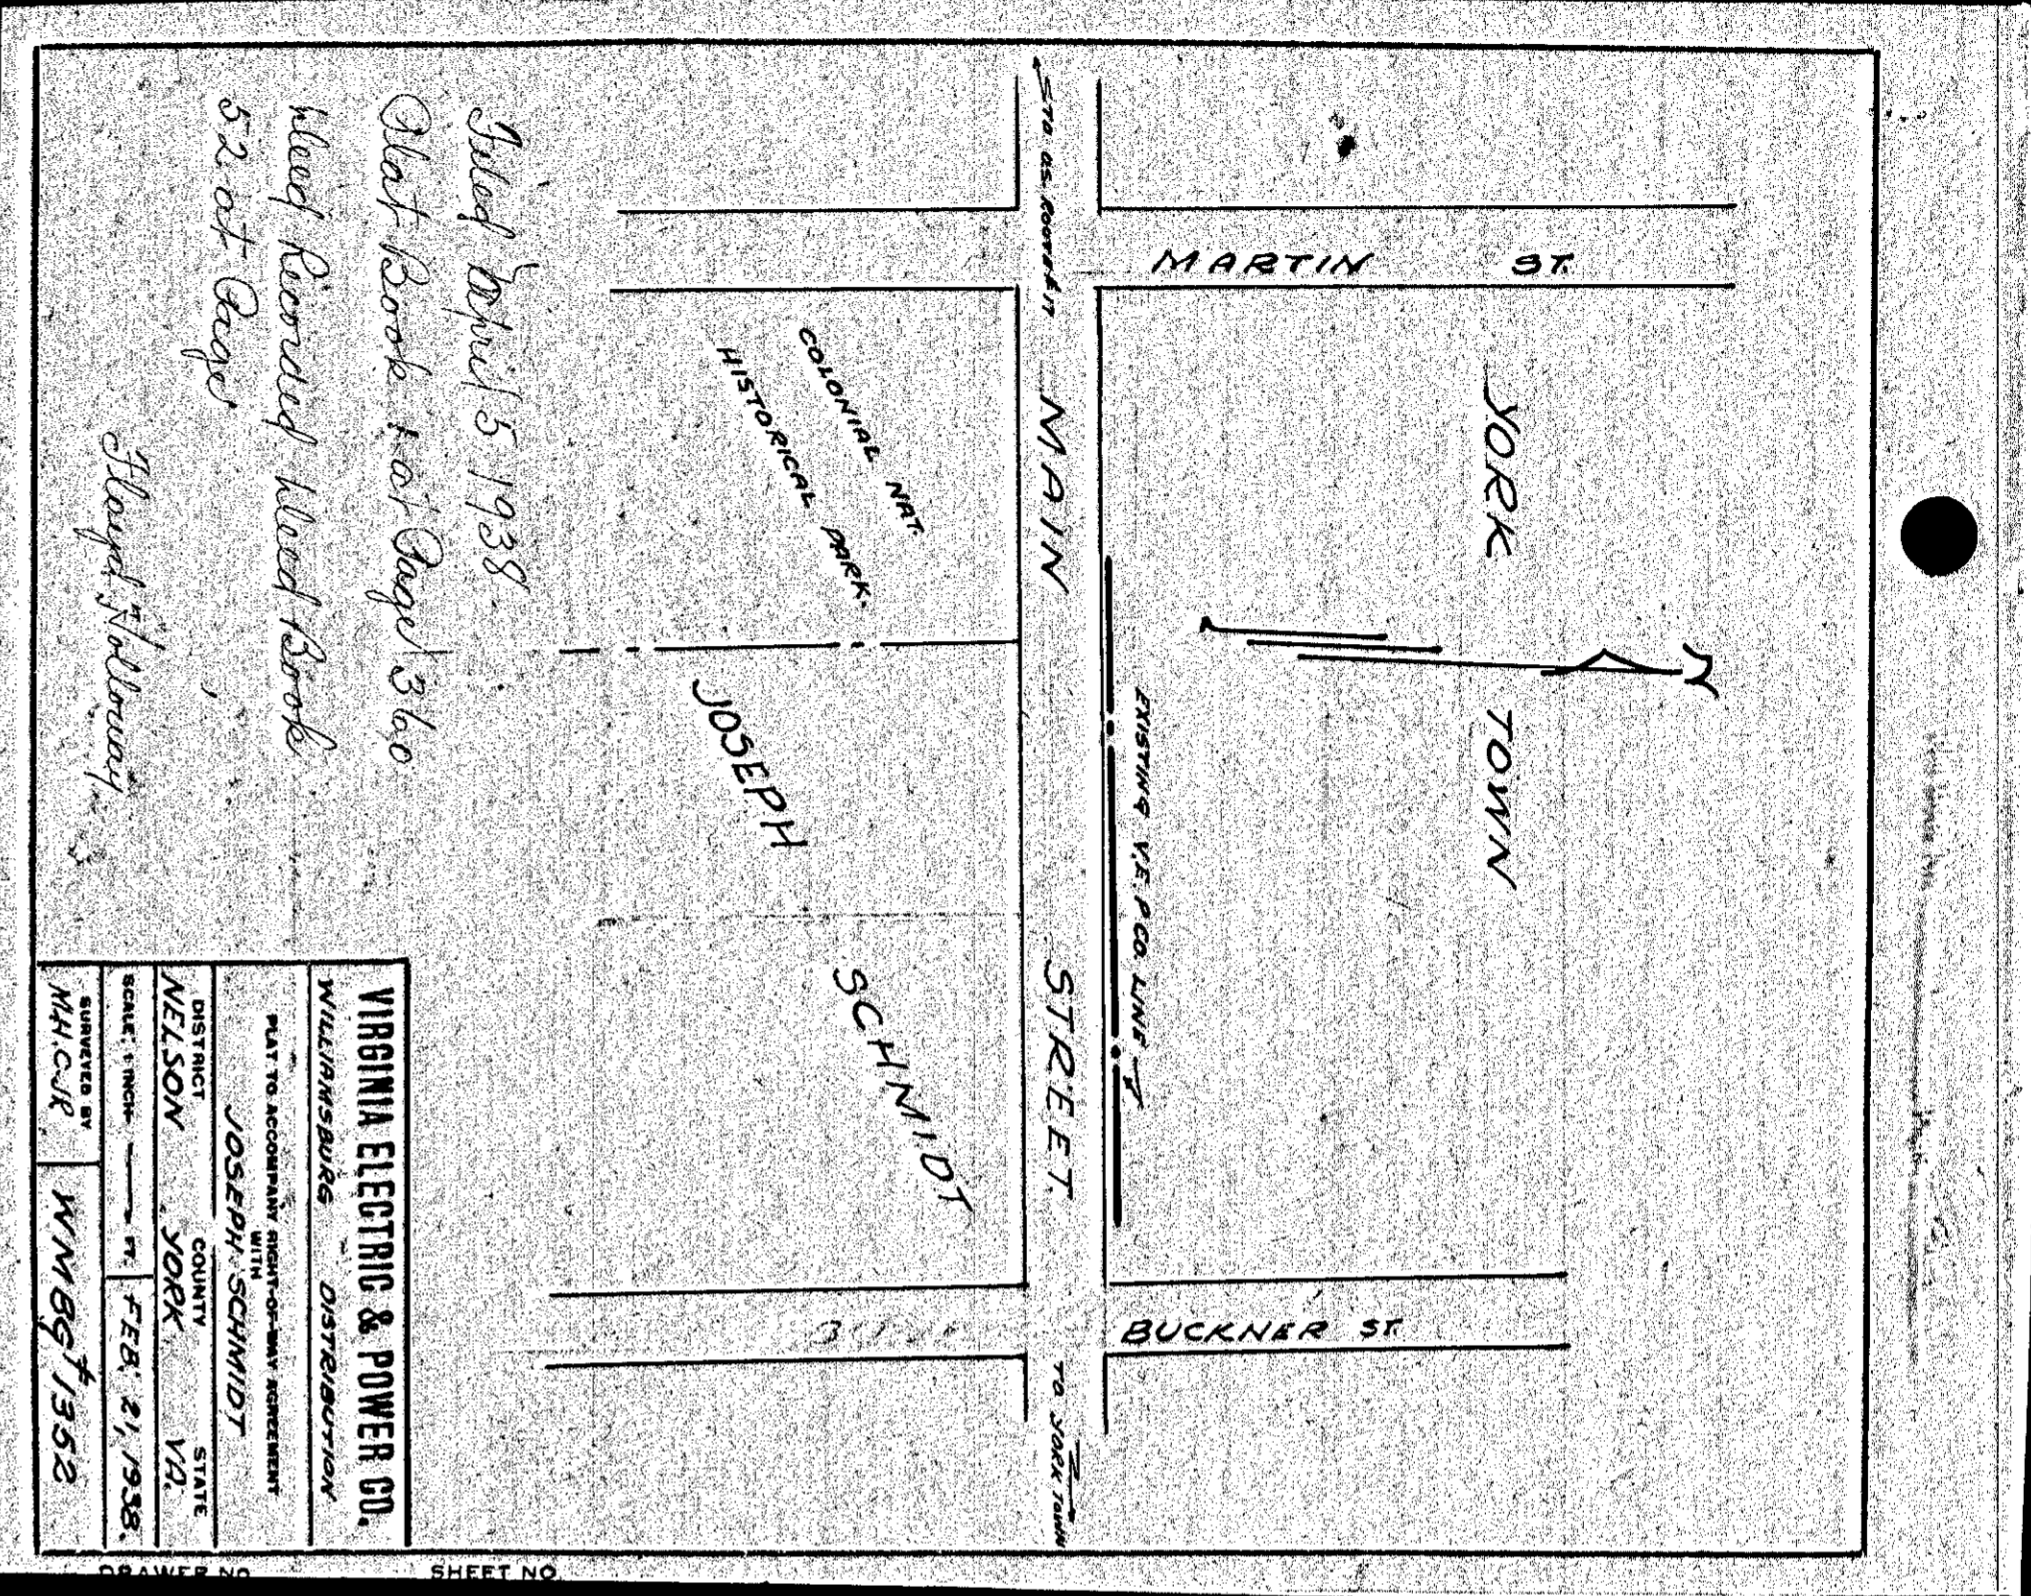 YORK TOWN
MARTIN ST.
BUCKNER ST.
EXISTING V.E.P.CO. LINE
TO U.S. ROUTE #17
MAIN STREET
TO YORK TOWN
COLONIAL NAT.
HISTORICAL PARK.
JOSEPH SCHMIDT
Filed April 5 1938.
Plat Book 1 at Page 360
Deed Recorded Deed Book
52 at Page
Floyd Holloway
VIRGINIA ELECTRIC & POWER CO.
WILLIAMSBURG DISTRIBUTION
PLAT TO ACCOMPANY RIGHT-OF-WAY AGREEMENT
WITH
JOSEPH SCHMIDT
DISTRICT COUNTY STATE
NELSON YORK VA.
SCALE: 1 INCH= FT. FEB. 21, 1938.
SURVEYED BY
M.H.C. JR. WMBG #1352
DRAWER NO
SHEET NO.